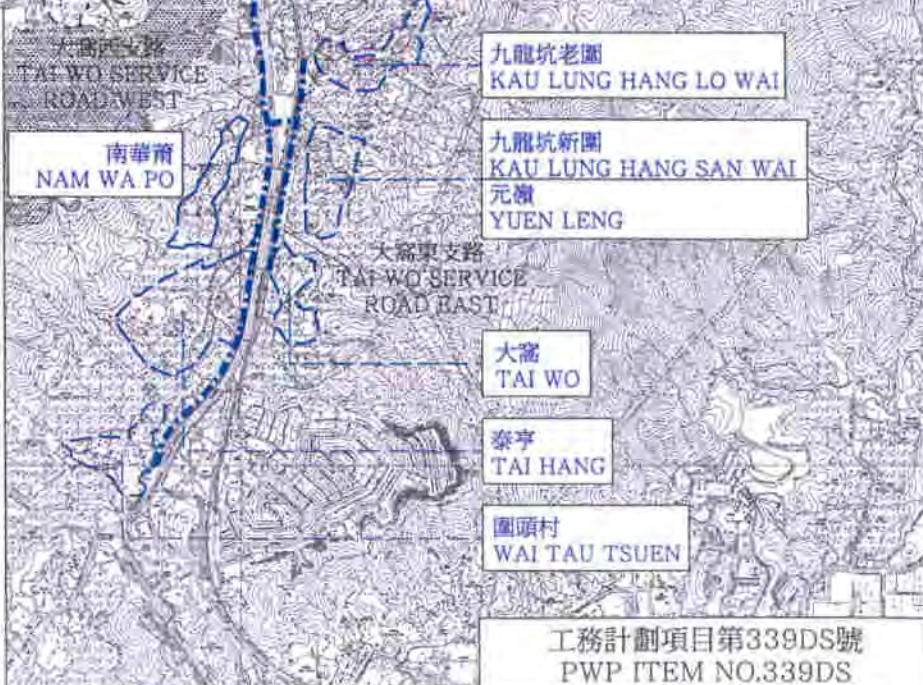 大窩西支路
TAI WO SERVICE
ROAD WEST
九龍坑老圍
KAU LUNG HANG LO WAI
南華莆
NAM WA PO
九龍坑新圍
KAU LUNG HANG SAN WAI
元嶺
YUEN LENG
大窩東支路
TAI WO SERVICE
ROAD EAST
大窩
TAI WO
泰亨
TAI HANG
圍頭村
WAI TAU TSUEN
工務計劃項目第339DS號
PWP ITEM NO.339DS